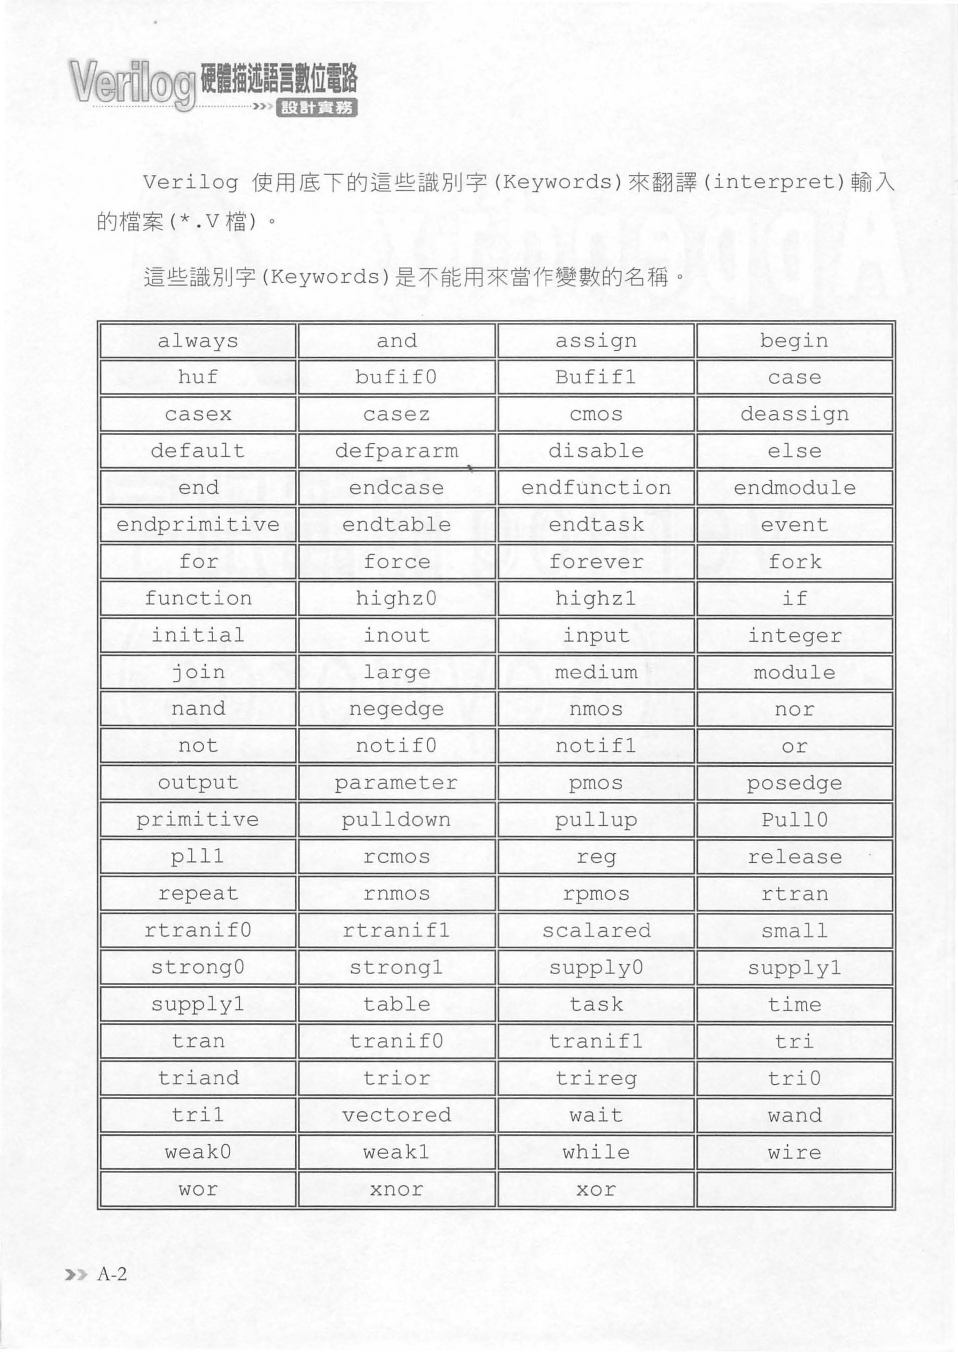 Verilog 硬體描述語言數位電路
>>> 設計實務
Verilog 使用底下的這些識別字(Keywords)來翻譯(interpret)輸入
的檔案(*.V檔)。
這些識別字(Keywords)是不能用來當作變數的名稱。
always and assign begin
huf bufif0 Bufif1 case
casex casez cmos deassign
default defpararm disable else
end endcase endfunction endmodule
endprimitive endtable endtask event
for force forever fork
function highz0 highz1 if
initial inout input integer
join large medium module
nand negedge nmos nor
not notif0 notif1 or
output parameter pmos posedge
primitive pulldown pullup Pull0
pll1 rcmos reg release
repeat rnmos rpmos rtran
rtranif0 rtranif1 scalared small
strong0 strong1 supply0 supply1
supply1 table task time
tran tranif0 tranif1 tri
triand trior trireg tri0
tri1 vectored wait wand
weak0 weak1 while wire
wor xnor xor
>> A-2